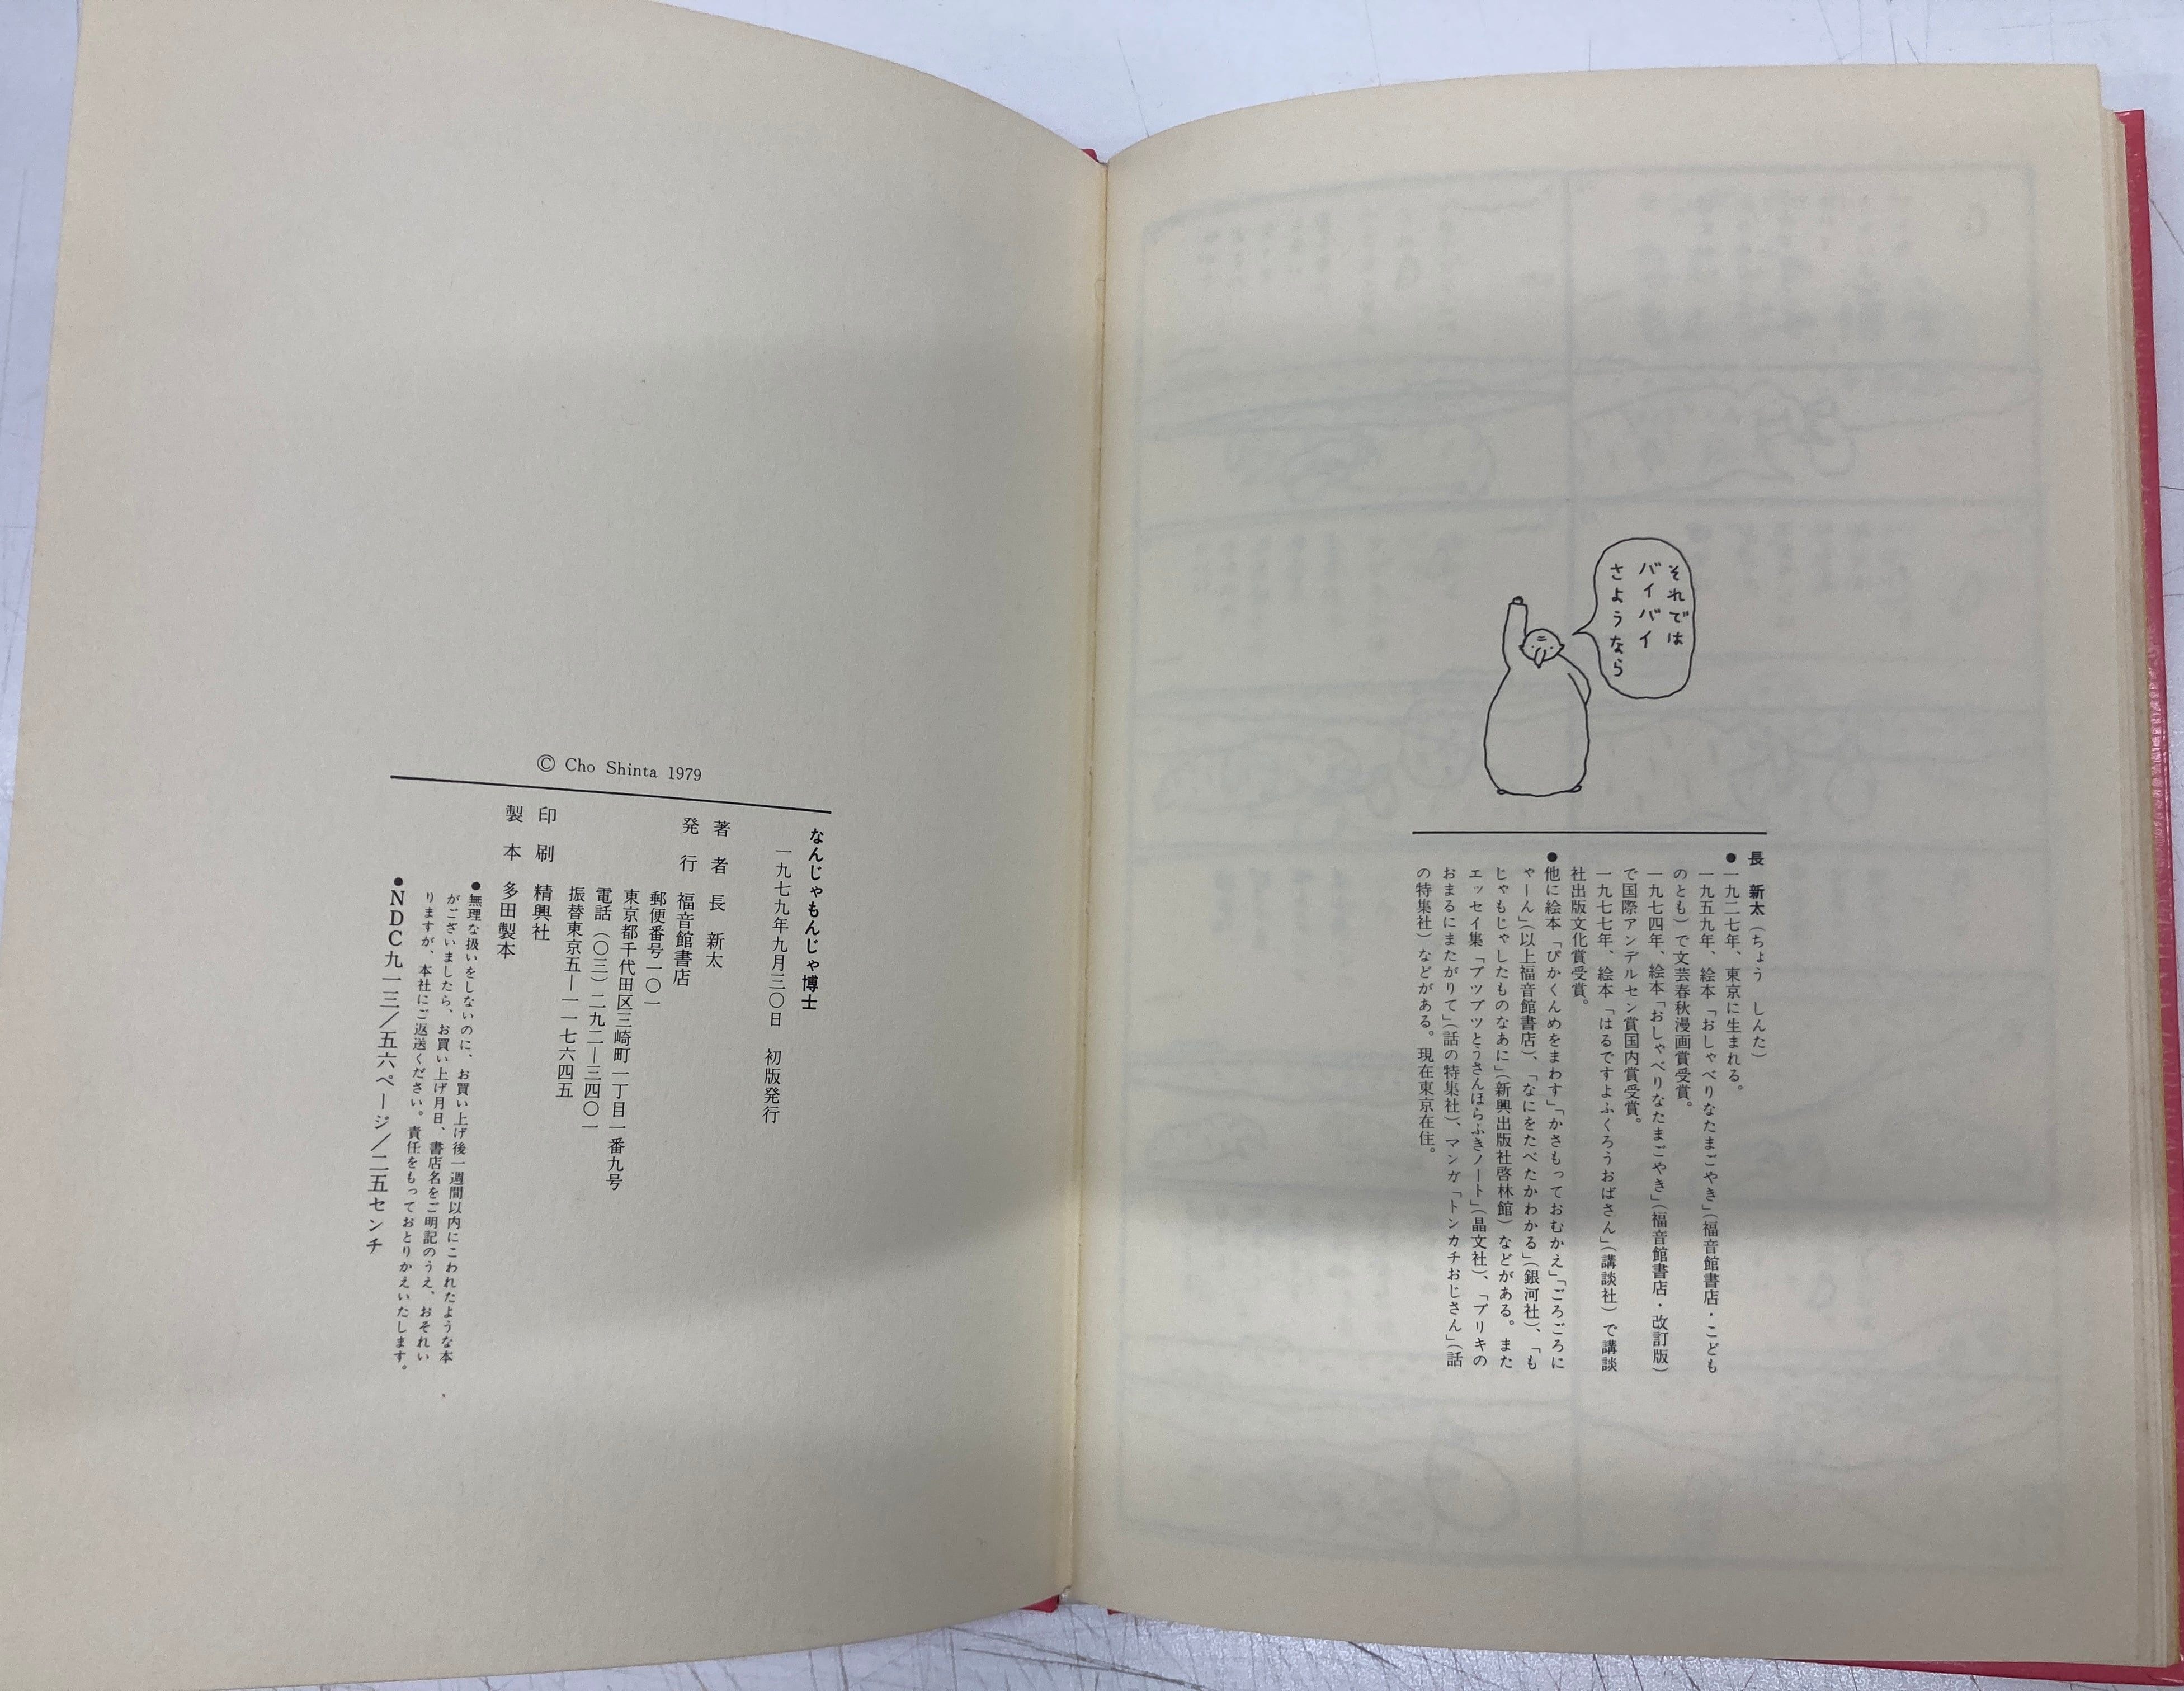 それでは
バイバイ
さようなら
長 新太（ちょう しんた）
●一九二七年、東京に生まれる。
一九五九年、絵本「おしゃべりなたまごやき」（福音館書店・こども
のとも）で文芸春秋漫画賞受賞。
一九七四年、絵本「おしゃべりなたまごやき」（福音館書店・改訂版）
で国際アンデルセン賞国内賞受賞。
一九七七年、絵本「はるですよふくろうおばさん」（講談社）で講談
社出版文化賞受賞。
●他に絵本「ぴかくんめをまわす」「かさもっておむかえ」「ごろごろに
ゃーん」（以上福音館書店）、「なにをたべたかわかる」（銀河社）、「も
じゃもじゃしたものなあに」（新興出版社啓林館）などがある。また
エッセイ集「ブツブツとうさんほらふきノート」（晶文社）、「ブリキの
おまるにまたがりて」（話の特集社）、マンガ「トンカチおじさん」（話
の特集社）などがある。現在東京在住。
© Cho Shinta 1979
なんじゃもんじゃ博士
一九七九年九月三〇日 初版発行
著者 長 新太
発行 福音館書店
郵便番号一〇一
東京都千代田区三崎町一丁目一番九号
電話（〇三）二九二―三四〇一
振替東京五―一一七六四五
印刷 精興社
製本 多田製本
●無理な扱いをしないのに、お買い上げ後一週間以内にこわれたような本
がございましたら、お買い上げ月日、書店名をご明記のうえ、おそれい
りますが、本社にご返送ください。責任をもっておとりかえいたします。
●NDC九一三／五六ページ／二五センチ